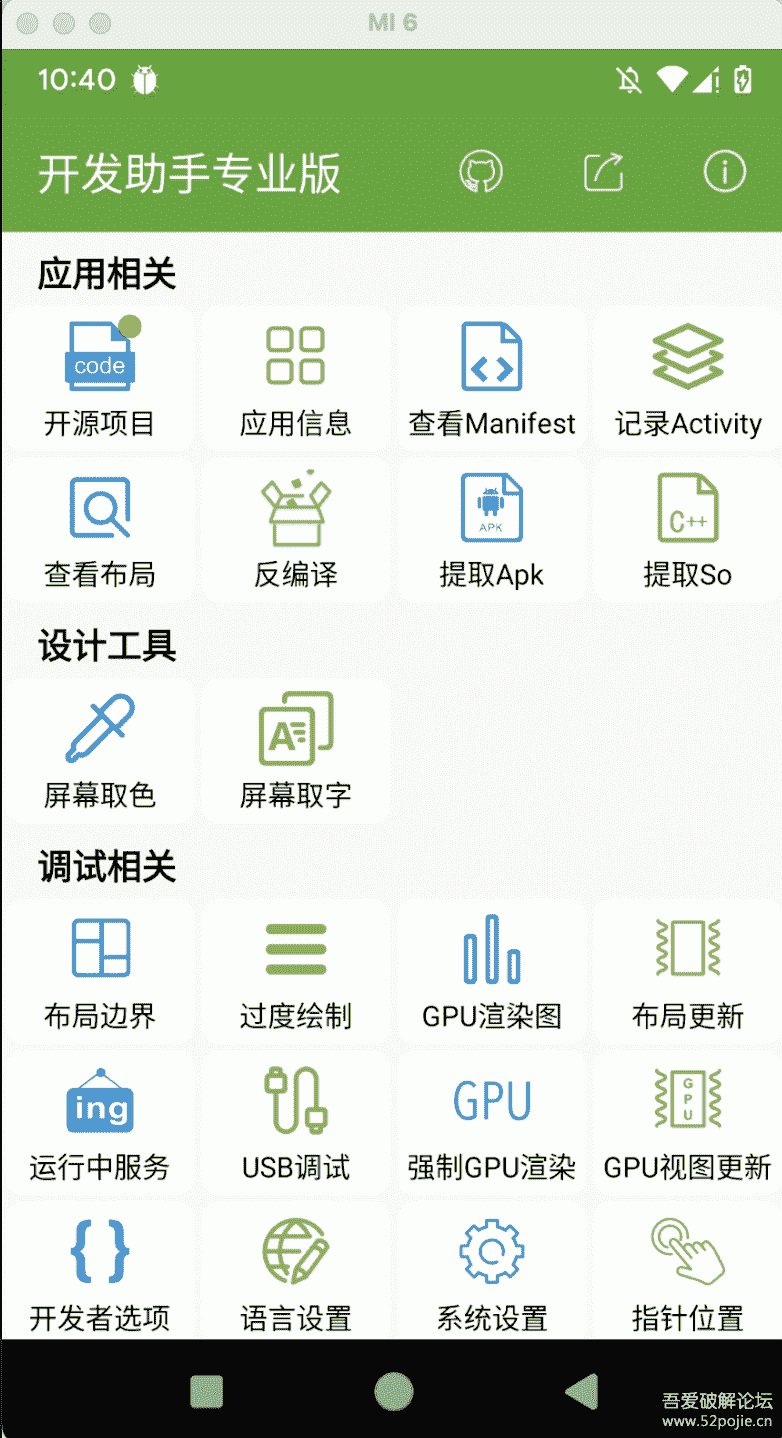 MI 6
10:40
开发助手专业版
应用相关
code
开源项目 应用信息 查看Manifest 记录Activity
APK C++
查看布局 反编译 提取Apk 提取So
设计工具
A
屏幕取色 屏幕取字
调试相关
布局边界 过度绘制 GPU渲染图 布局更新
ing GPU GPU
运行中服务 USB调试 强制GPU渲染 GPU视图更新
{ }
开发者选项 语言设置 系统设置 指针位置
吾爱破解论坛
www.52pojie.cn